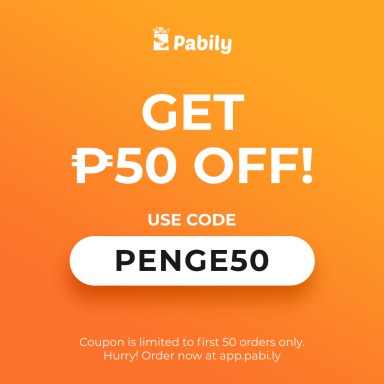 Pabily
GET
₱50 OFF!
USE CODE
PENGE50
Coupon is limited to first 50 orders only.
Hurry! Order now at app.pabi.ly